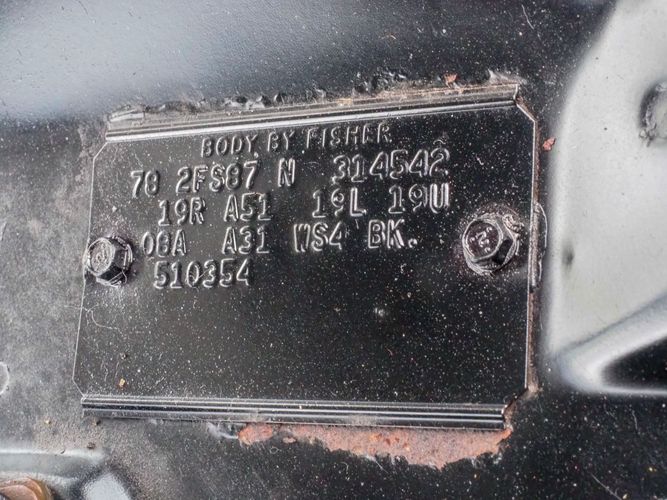 BODY BY FISHER
78 2FS87 N 314542
19R A51 19L 19U
08A A31 WS4 BK.
510354